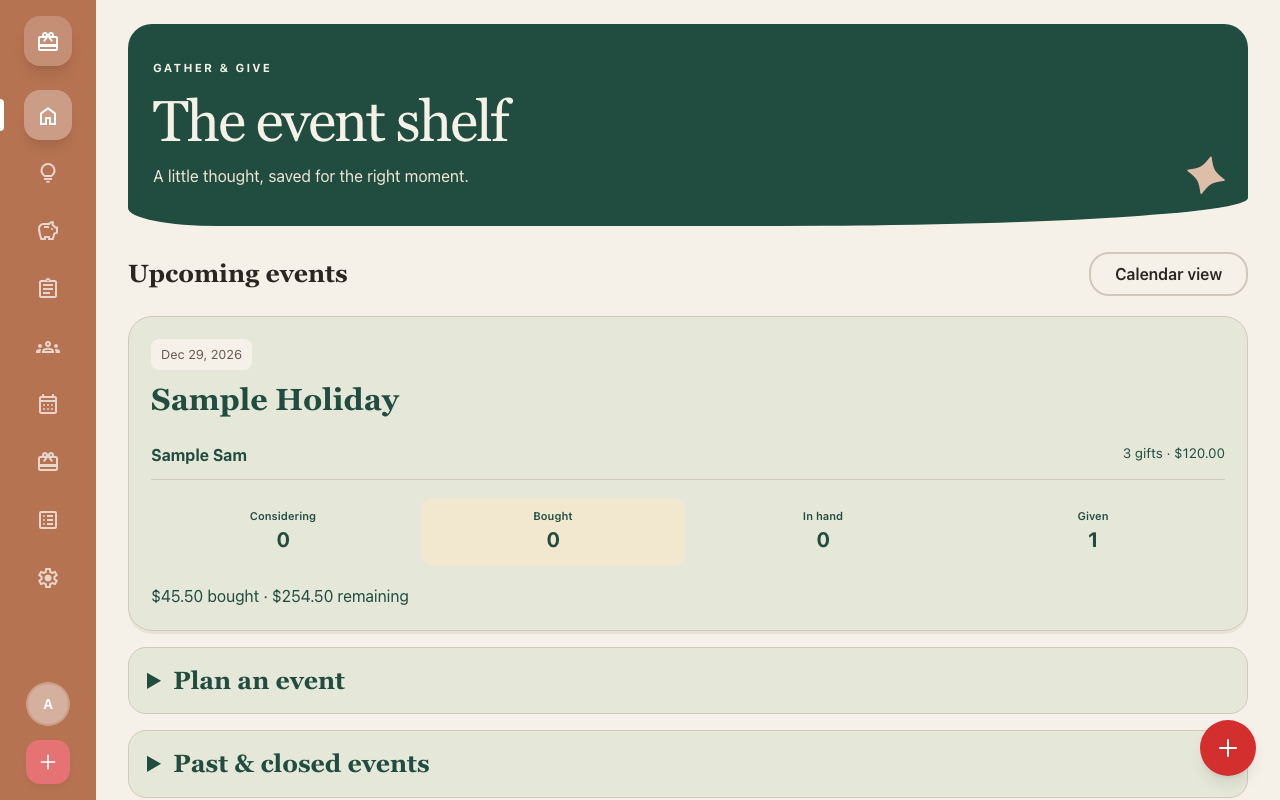 GATHER & GIVE
The event shelf
A little thought, saved for the right moment.
Upcoming events
Calendar view
Dec 29, 2026
Sample Holiday
Sample Sam
3 gifts · $120.00
Considering
0
Bought
0
In hand
0
Given
1
$45.50 bought · $254.50 remaining
Plan an event
Past & closed events
A